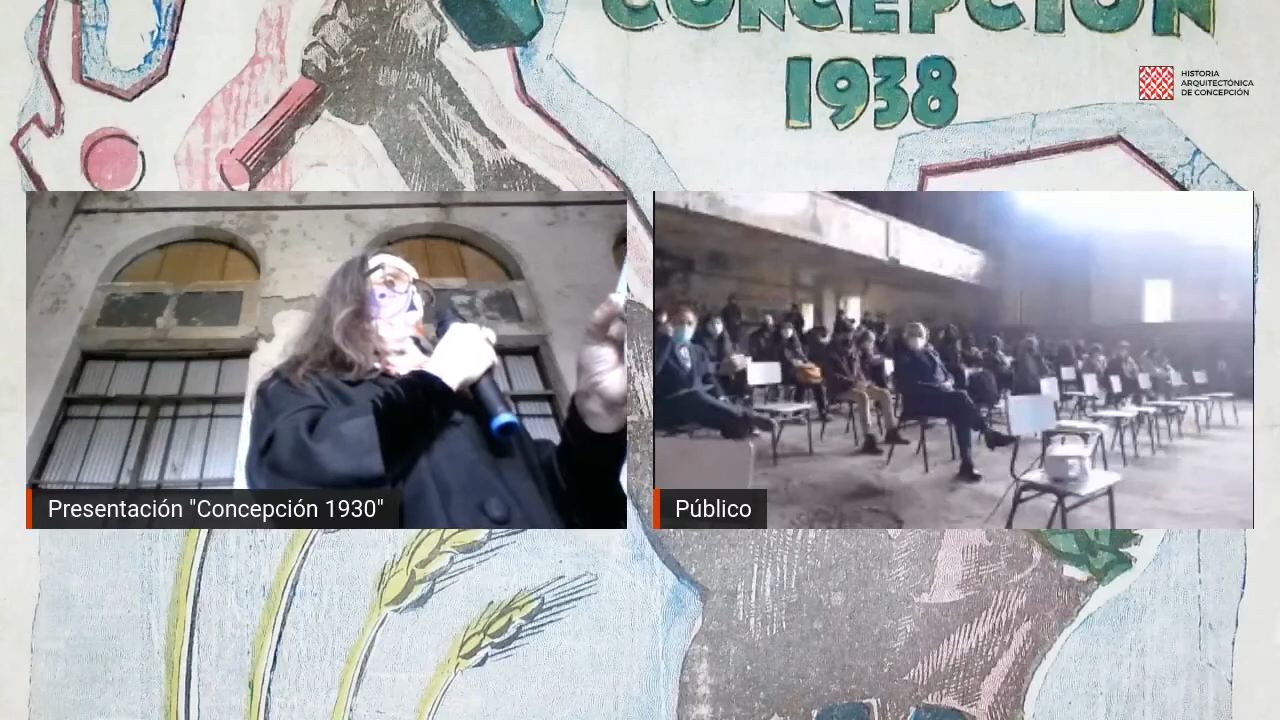 CONCEPCIÓN
1938
HISTORIA
ARQUITECTÓNICA
DE CONCEPCIÓN
Presentación "Concepción 1930"
Público